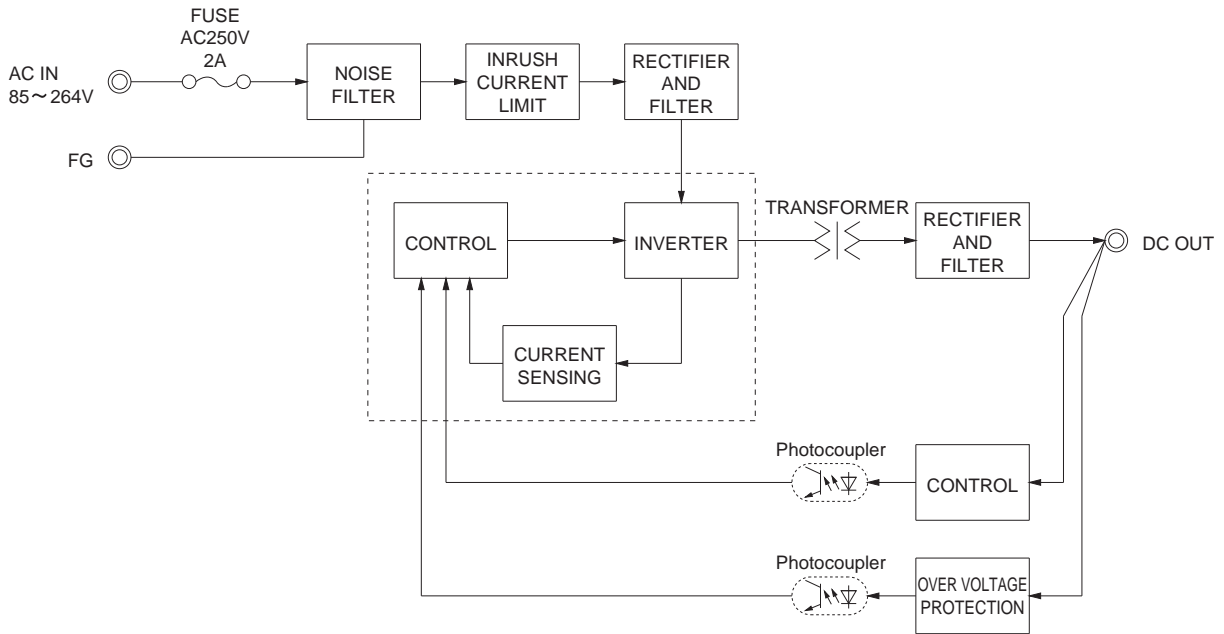 FUSE
AC250V
2A
AC IN
85～264V
NOISE
FILTER
INRUSH
CURRENT
LIMIT
RECTIFIER
AND
FILTER
FG
CONTROL
INVERTER
TRANSFORMER
RECTIFIER
AND
FILTER
DC OUT
CURRENT
SENSING
Photocoupler
CONTROL
Photocoupler
OVER VOLTAGE
PROTECTION